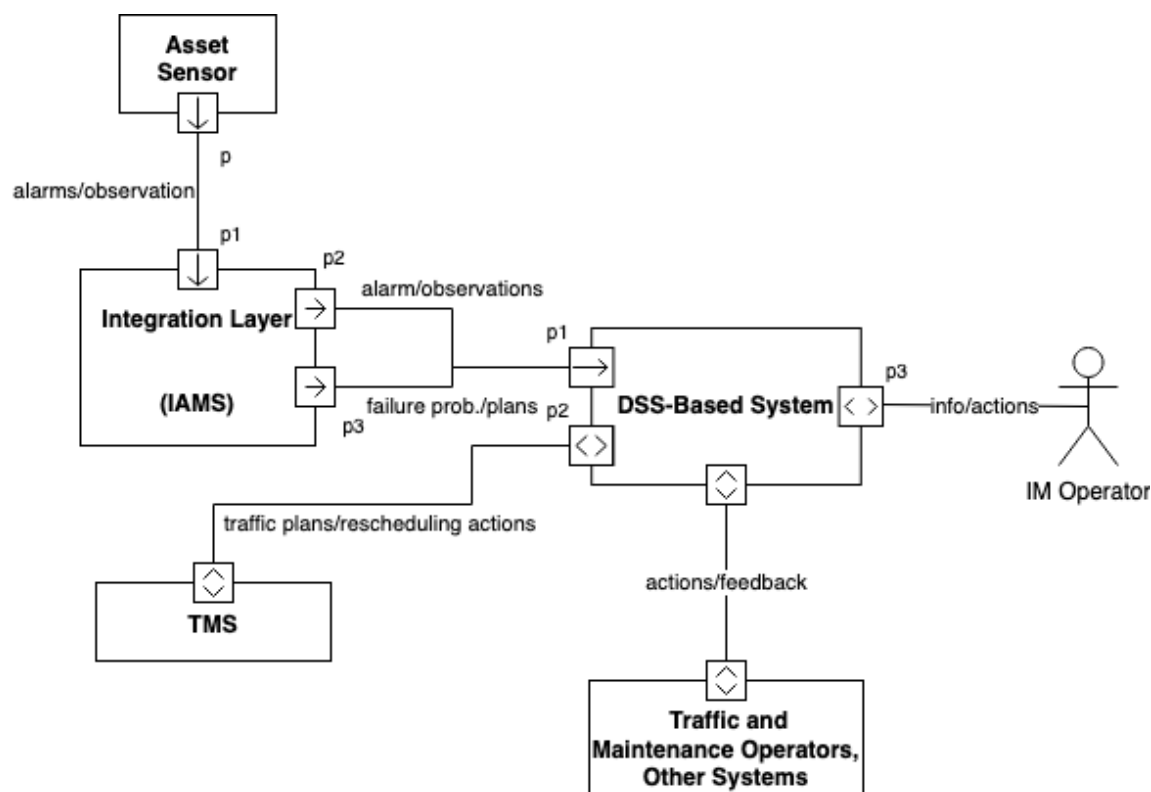 Asset
Sensor
p
alarms/observation
p1
p2
Integration Layer
alarm/observations
(IAMS)
p3
failure prob./plans
p1
p2
DSS-Based System
p3
info/actions
IM Operator
traffic plans/rescheduling actions
TMS
actions/feedback
Traffic and
Maintenance Operators,
Other Systems